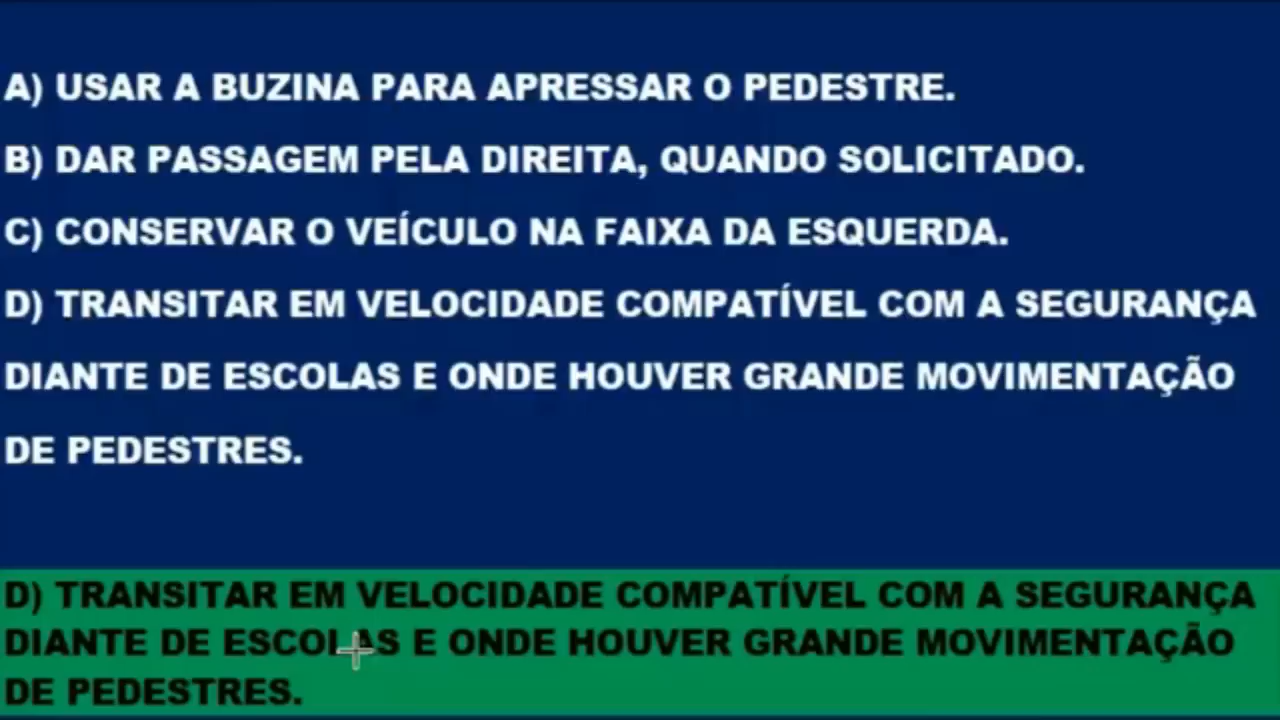 A) USAR A BUZINA PARA APRESSAR O PEDESTRE.
B) DAR PASSAGEM PELA DIREITA, QUANDO SOLICITADO.
C) CONSERVAR O VEÍCULO NA FAIXA DA ESQUERDA.
D) TRANSITAR EM VELOCIDADE COMPATÍVEL COM A SEGURANÇA
DIANTE DE ESCOLAS E ONDE HOUVER GRANDE MOVIMENTAÇÃO
DE PEDESTRES.
D) TRANSITAR EM VELOCIDADE COMPATÍVEL COM A SEGURANÇA
DIANTE DE ESCOLAS E ONDE HOUVER GRANDE MOVIMENTAÇÃO
DE PEDESTRES.